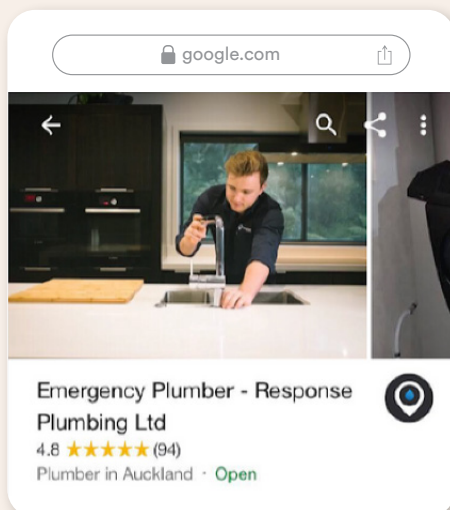 google.com
Emergency Plumber - Response
Plumbing Ltd
4.8 ★★★★★ (94)
Plumber in Auckland · Open